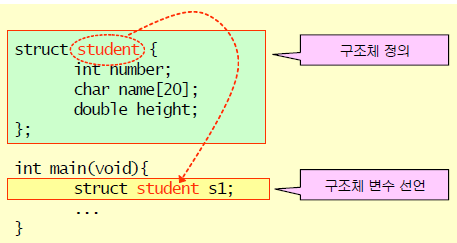 struct student {
int number;
char name[20];
double height;
};
구조체 정의
int main(void){
struct student s1;
...
}
구조체 변수 선언